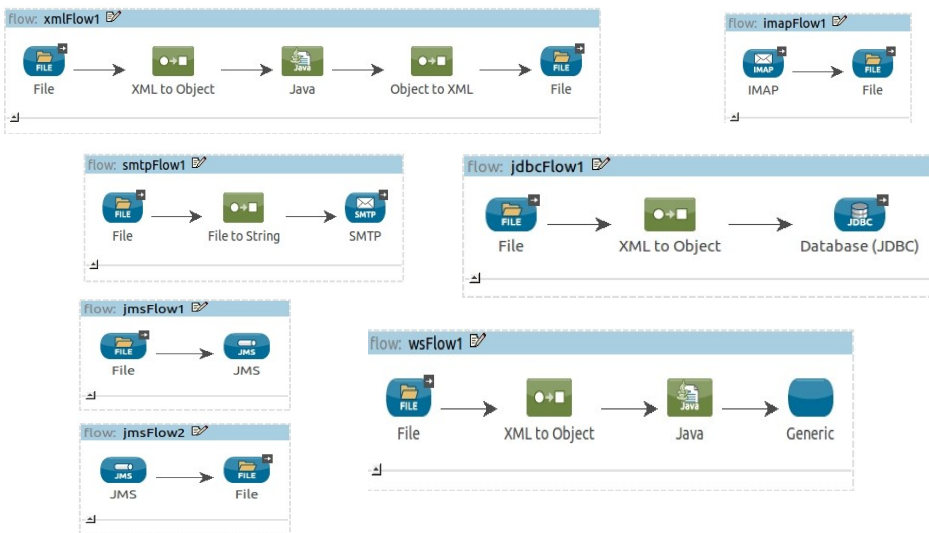 flow: xmlFlow1
FILE
Java
FILE
File XML to Object Java Object to XML File
flow: imapFlow1
IMAP
FILE
IMAP File
flow: smtpFlow1
FILE
SMTP
File File to String SMTP
flow: jdbcFlow1
FILE
JDBC
File XML to Object Database (JDBC)
flow: jmsFlow1
FILE
JMS
File JMS
flow: wsFlow1
FILE
Java
File XML to Object Java Generic
flow: jmsFlow2
JMS
FILE
JMS File